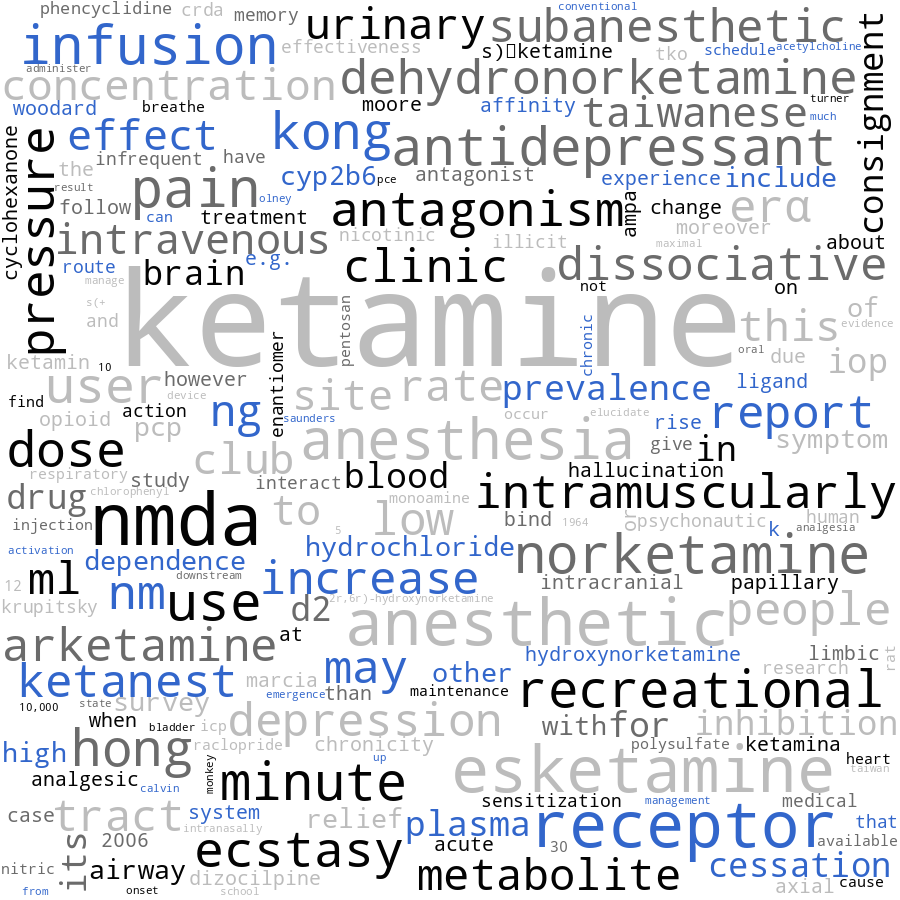 phencyclidine crda memory conventional
infusion effectiveness urinary subanesthetic
s)ketamine tko schedule acetylcholine
administer concentration dehydronorketamine consignment
woodard breathe moore affinity taiwanese turner much
pressure effect kong antidepressant
cyclohexanone infrequent have the result
cyp2b6 pce antagonist experience include
follow pain olney can treatment antagonism ampa change erα
intravenous nicotinic illicit moreover maximal about
route brain e.g. clinic dissociative
manage not on
s(+ ketamine pentosan chronic of evidence
and this
ketamin 10 oral due iop
user however enantiomer site rate prevalence ligand
device
find action ng saunders occur elucidate rise report
opioid pcp anesthesia symptom
dose club give in
respiratory study interact blood hallucination
drug chlorophenyl monoamine intramuscularly
injection nmda to 5 low bind 1964 or psychonautic k human analgesia
activation dependence hydrochloride norketamine
12 ml downstream increase intracranial papillary
krupitsky nm use d2 2r,6r)-hydroxynorketamine anesthetic people
arketamine at hydroxynorketamine limbic rat
ketanest marcia may other research
emergence than maintenance recreational
10,000 state survey
when bladder icp depression with for inhibition
high hong raclopride chronicity polysulfate ketamina
up heart
analgesic calvin monkey minute esketamine taiwan
sensitization management medical
case tract system relief plasma receptor that
intranasally
its 2006 ecstasy acute 30 available
nitric airway dizocilpine metabolite cessation
from onset school axial cause